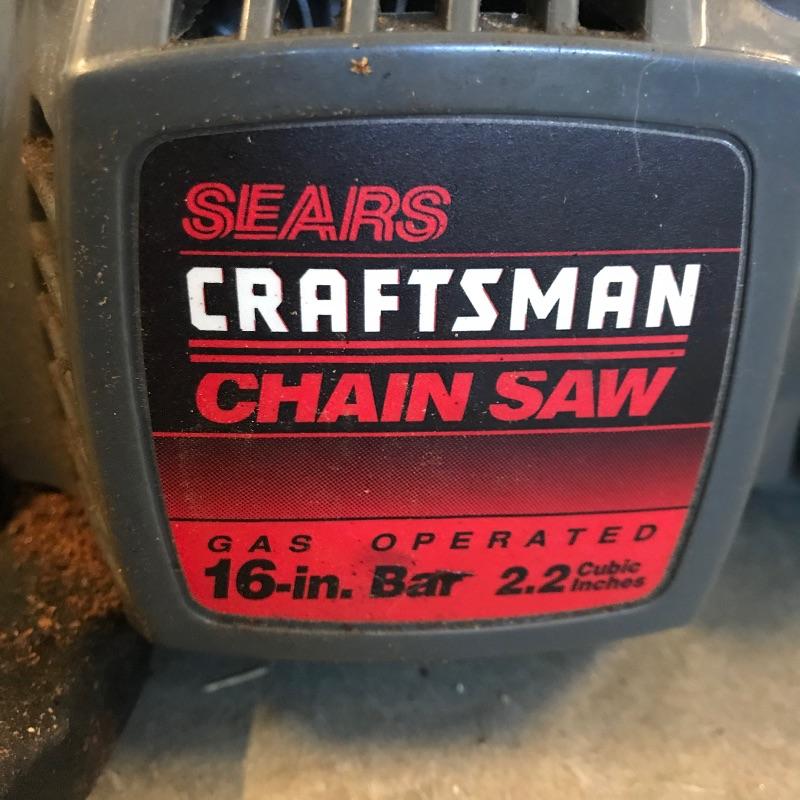 SEARS
CRAFTSMAN
CHAIN SAW
GAS OPERATED
16-in. Bar 2.2 Cubic Inches